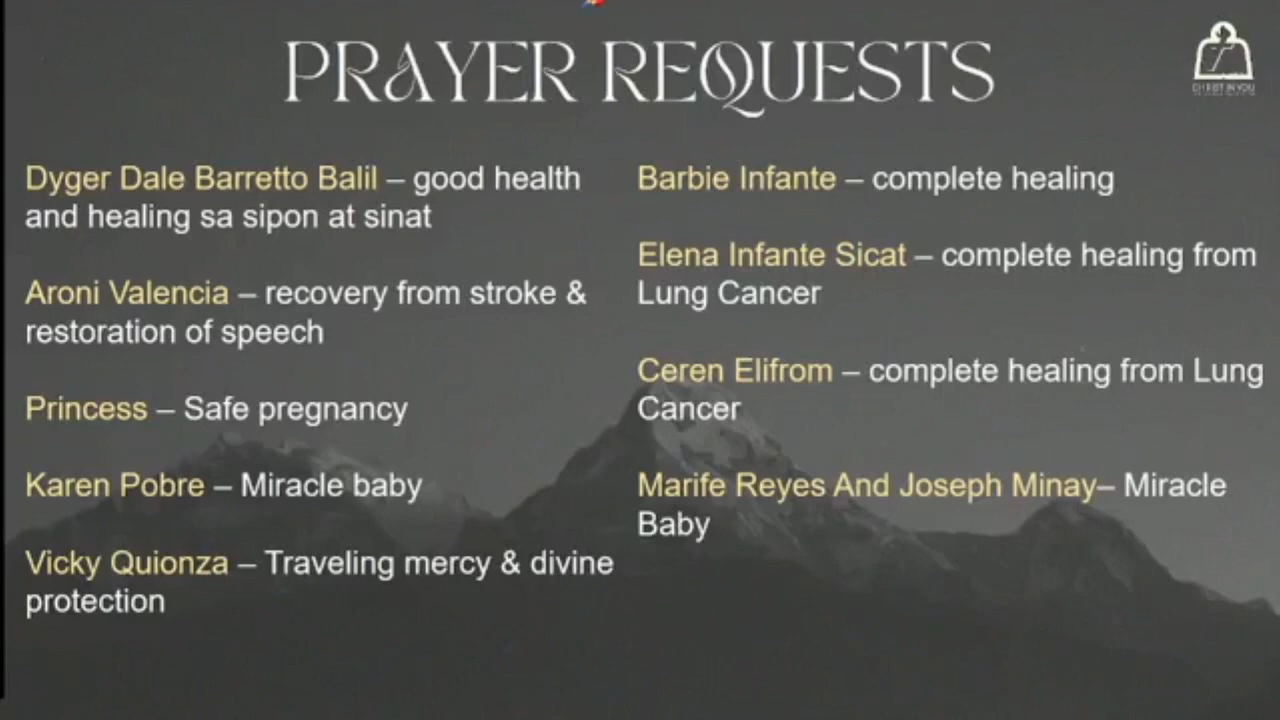 PRAYER REQUESTS
CHRIST IN YOU
Dyger Dale Barretto Balil – good health
and healing sa sipon at sinat
Aroni Valencia – recovery from stroke &
restoration of speech
Princess – Safe pregnancy
Karen Pobre – Miracle baby
Vicky Quionza – Traveling mercy & divine
protection
Barbie Infante – complete healing
Elena Infante Sicat – complete healing from
Lung Cancer
Ceren Elifrom – complete healing from Lung
Cancer
Marife Reyes And Joseph Minay– Miracle
Baby